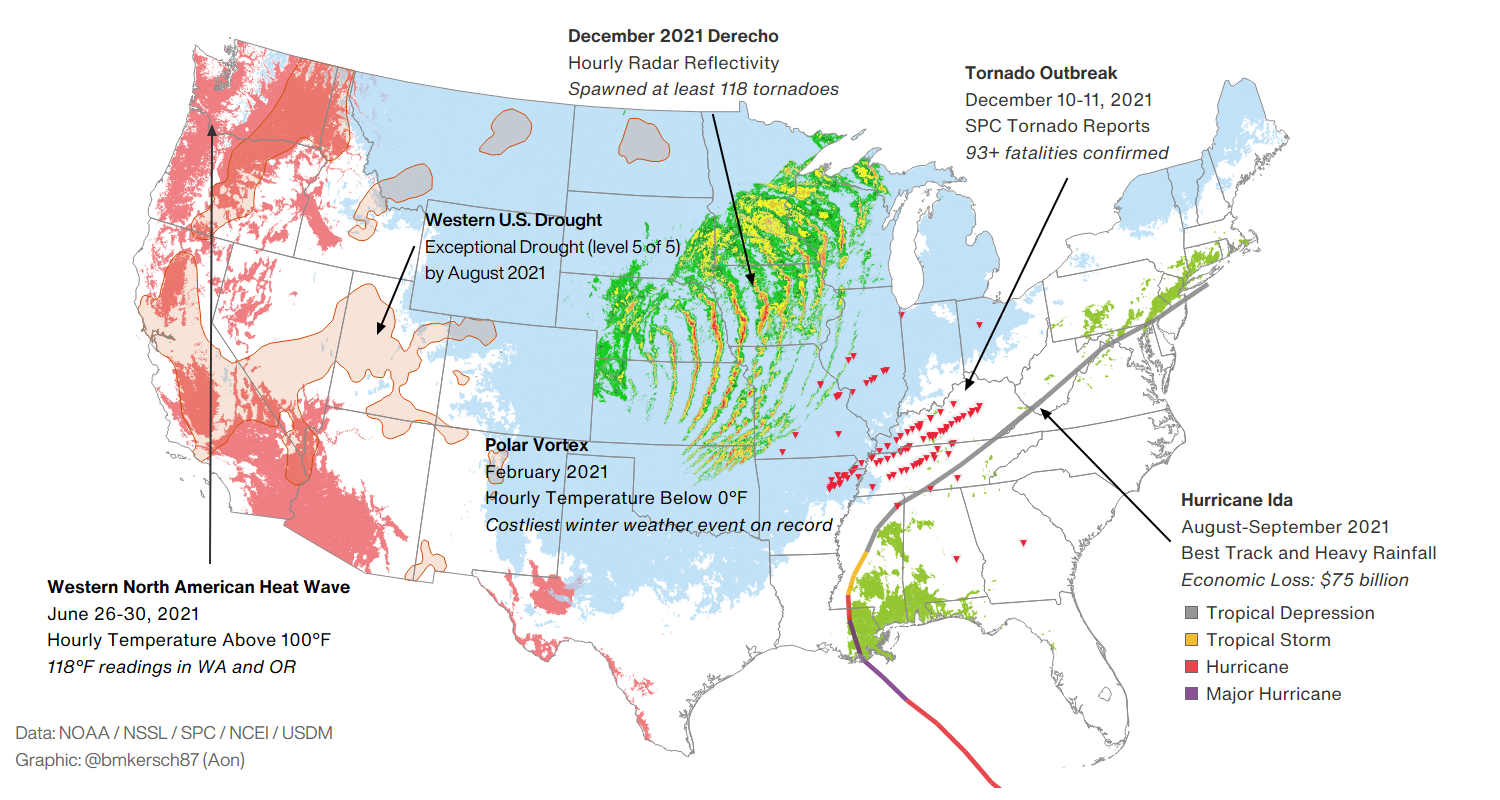 December 2021 Derecho
Hourly Radar Reflectivity
Spawned at least 118 tornadoes
Tornado Outbreak
December 10-11, 2021
SPC Tornado Reports
93+ fatalities confirmed
Western U.S. Drought
Exceptional Drought (level 5 of 5)
by August 2021
Polar Vortex
February 2021
Hourly Temperature Below 0°F
Costliest winter weather event on record
Hurricane Ida
August-September 2021
Best Track and Heavy Rainfall
Economic Loss: $75 billion
Tropical Depression
Tropical Storm
Hurricane
Major Hurricane
Western North American Heat Wave
June 26-30, 2021
Hourly Temperature Above 100°F
118°F readings in WA and OR
Data: NOAA / NSSL / SPC / NCEI / USDM
Graphic: @bmkersch87 (Aon)